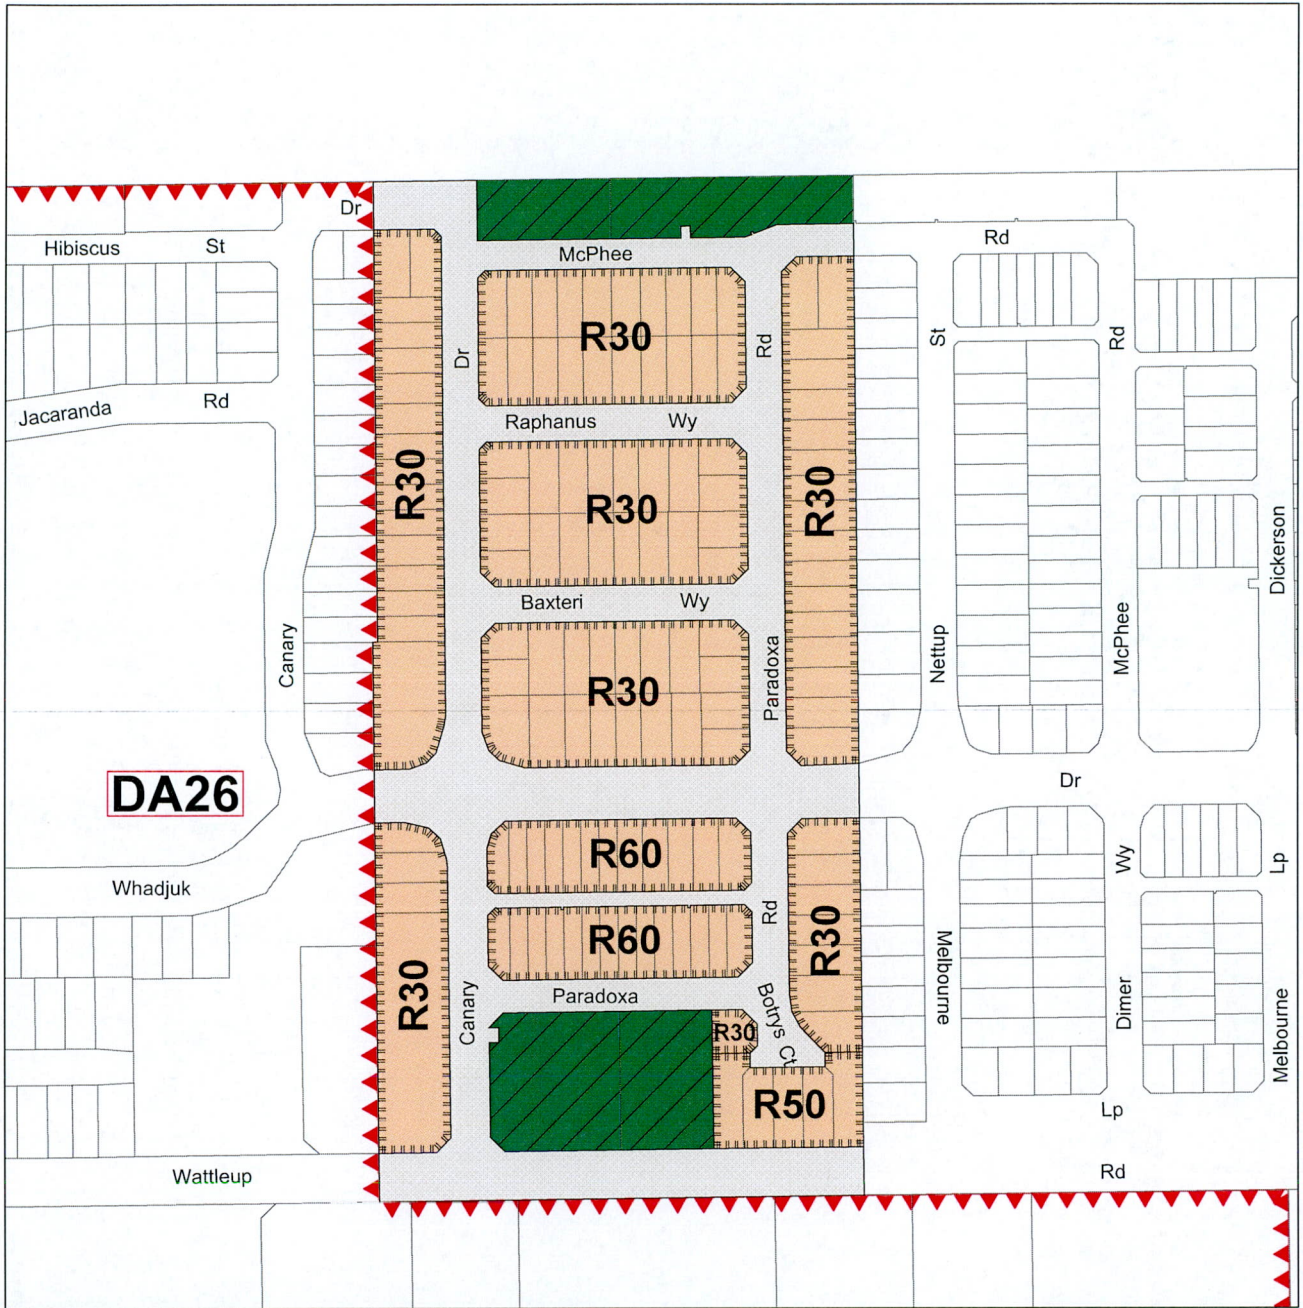 Dr
Hibiscus St
McPhee
Rd
R30
Dr
Rd
St
Rd
Jacaranda Rd
Raphanus Wy
R30
R30
R30
Dickerson
Baxteri Wy
Canary
R30
Paradoxa
Nettup
McPhee
DA26
Dr
Whadjuk
R60
Wy
Lp
R60
Rd
R30
R30
Canary
Paradoxa
Botrys Ct
Melbourne
Dimer
Melbourne
R30
R50
Lp
Wattleup
Rd